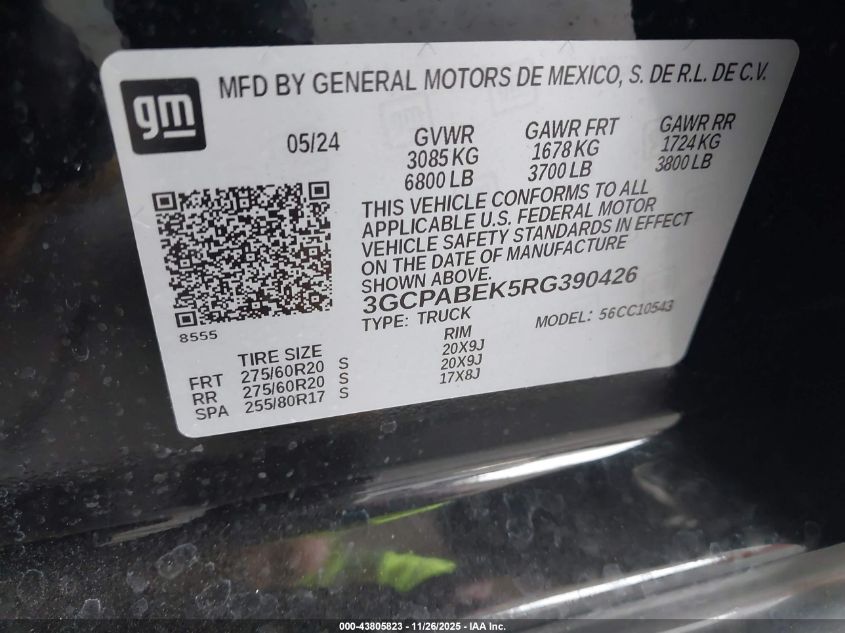 gm
MFD BY GENERAL MOTORS DE MEXICO, S. DE R.L. DE C.V.
05/24
GVWR
3085 KG
6800 LB
GAWR FRT
1678 KG
3700 LB
GAWR RR
1724 KG
3800 LB
THIS VEHICLE CONFORMS TO ALL
APPLICABLE U.S. FEDERAL MOTOR
VEHICLE SAFETY STANDARDS IN EFFECT
ON THE DATE OF MANUFACTURE
SHOWN ABOVE.
3GCPABEK5RG390426
TYPE: TRUCK
MODEL: 56CC10543
8555
TIRE SIZE RIM
FRT 275/60R20 S 20X9J
RR 275/60R20 S 20X9J
SPA 255/80R17 S 17X8J
000-43805823 - 11/26/2025 - IAA Inc.